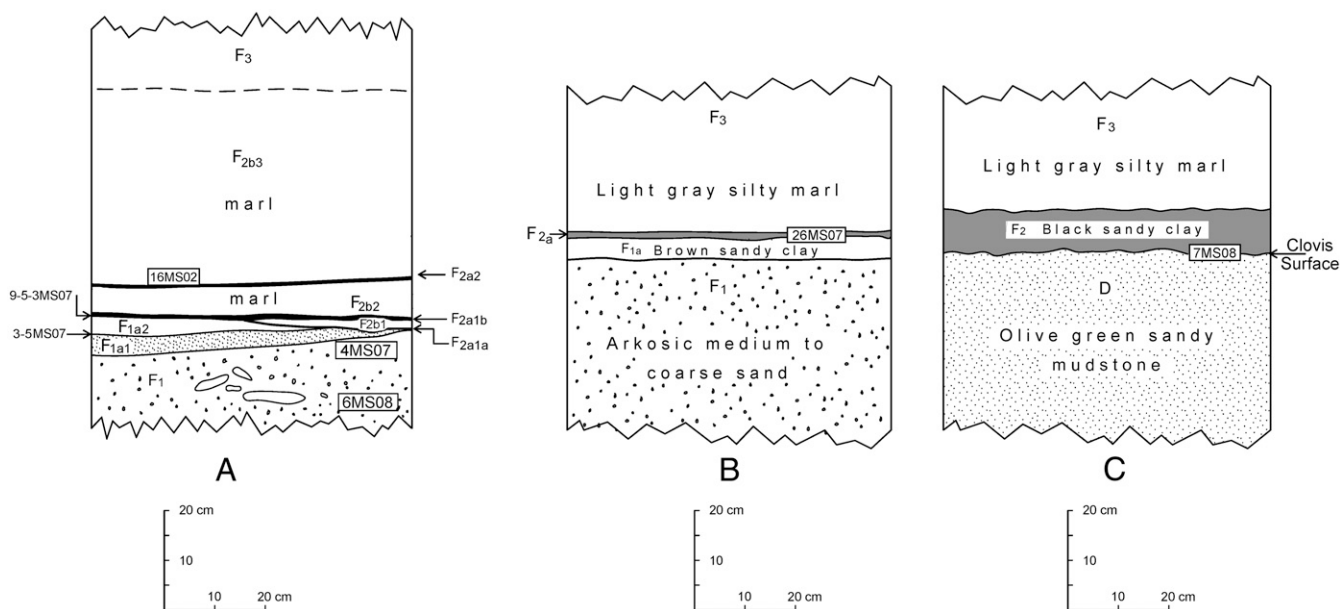 F3
F2b3
marl
16MS02
F2a2
marl
9-5-3MS07
F2b2
F2a1b
F1a2
F2b1
3-5MS07
F1a1
F2a1a
4MS07
F1
6MS08
A
20 cm
10
10
20 cm
F3
Light gray silty marl
F2a
26MS07
F1a Brown sandy clay
F1
Arkosic medium to
coarse sand
B
20 cm
10
10
20 cm
F3
Light gray silty marl
F2 Black sandy clay
7MS08
Clovis
Surface
D
Olive green sandy
mudstone
C
20 cm
10
10
20 cm